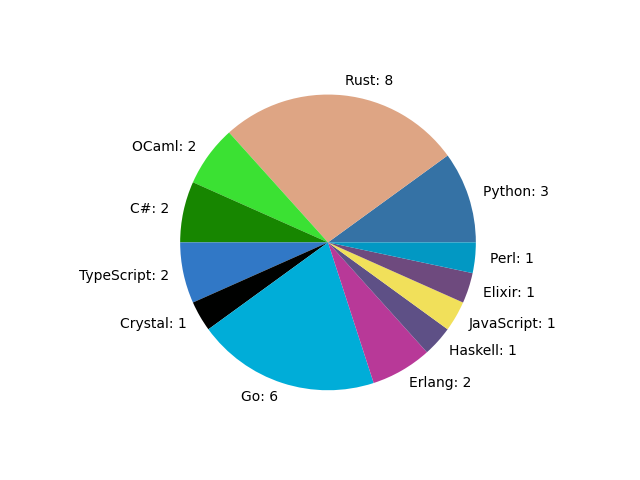 Rust: 8
OCaml: 2
Python: 3
C#: 2
Perl: 1
TypeScript: 2
Elixir: 1
Crystal: 1
JavaScript: 1
Haskell: 1
Erlang: 2
Go: 6